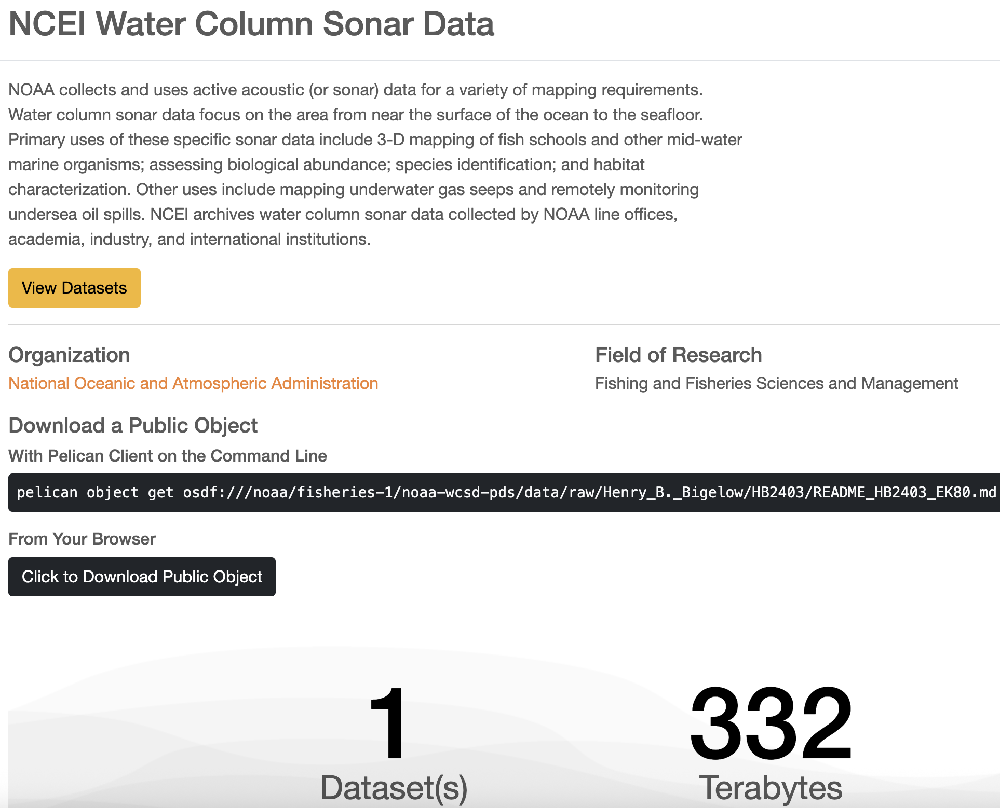 NCEI Water Column Sonar Data
NOAA collects and uses active acoustic (or sonar) data for a variety of mapping requirements.
Water column sonar data focus on the area from near the surface of the ocean to the seafloor.
Primary uses of these specific sonar data include 3-D mapping of fish schools and other mid-water
marine organisms; assessing biological abundance; species identification; and habitat
characterization. Other uses include mapping underwater gas seeps and remotely monitoring
undersea oil spills. NCEI archives water column sonar data collected by NOAA line offices,
academia, industry, and international institutions.
View Datasets
Organization
National Oceanic and Atmospheric Administration
Field of Research
Fishing and Fisheries Sciences and Management
Download a Public Object
With Pelican Client on the Command Line
pelican object get osdf:///noaa/fisheries-1/noaa-wcsd-pds/data/raw/Henry_B._Bigelow/HB2403/README_HB2403_EK80.md
From Your Browser
Click to Download Public Object
1
Dataset(s)
332
Terabytes